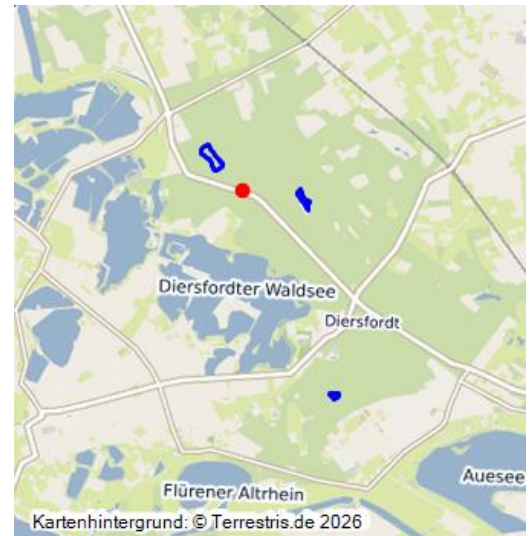 Diersfordter Waldsee
Diersfordt
Auesee
Flürener Altrhein
Kartenhintergrund: © Terrestris.de 2026